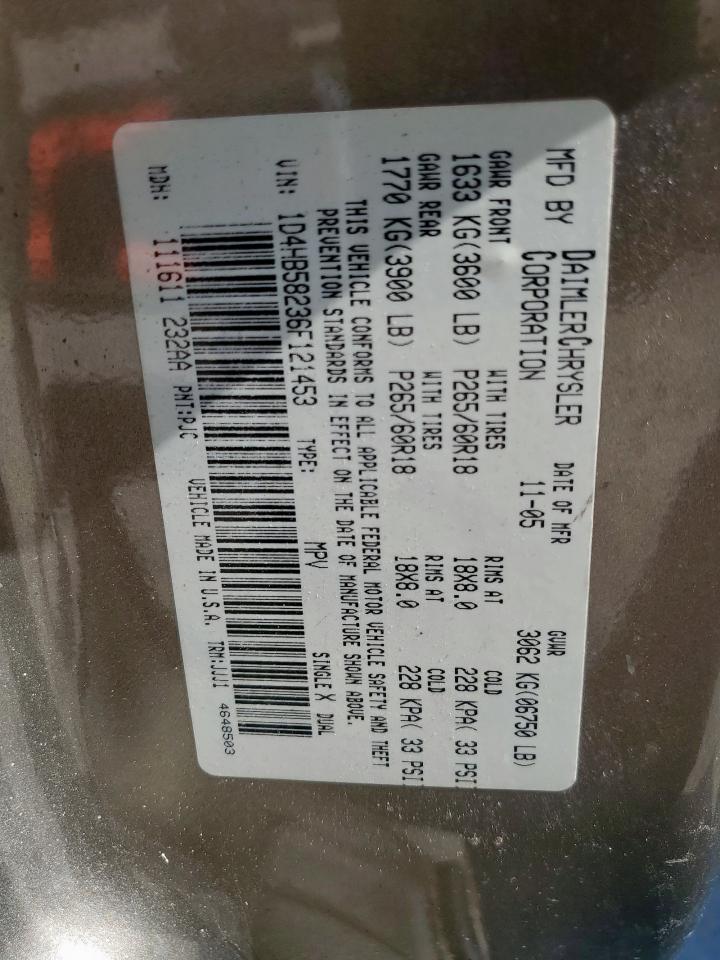 MFD BY DAIMLERCHRYSLER CORPORATION
DATE OF MFR 11-05
GVWR 3062 KG(06750 LB)
GAWR FRONT WITH TIRES RIMS AT COLD
1633 KG(3600 LB) P265/60R18 18X8.0 228 KPA( 33 PSI)
GAWR REAR WITH TIRES RIMS AT COLD
1770 KG(3900 LB) P265/60R18 18X8.0 228 KPA( 33 PSI)
THIS VEHICLE CONFORMS TO ALL APPLICABLE FEDERAL MOTOR VEHICLE SAFETY AND THEFT
PREVENTION STANDARDS IN EFFECT ON THE DATE OF MANUFACTURE SHOWN ABOVE.
VIN: 1D4HB58236F121453 TYPE: MPV SINGLE X DUAL
MDH: 111611 232AA PNT:PJC VEHICLE MADE IN U.S.A. TRM:JJJ1 4648503